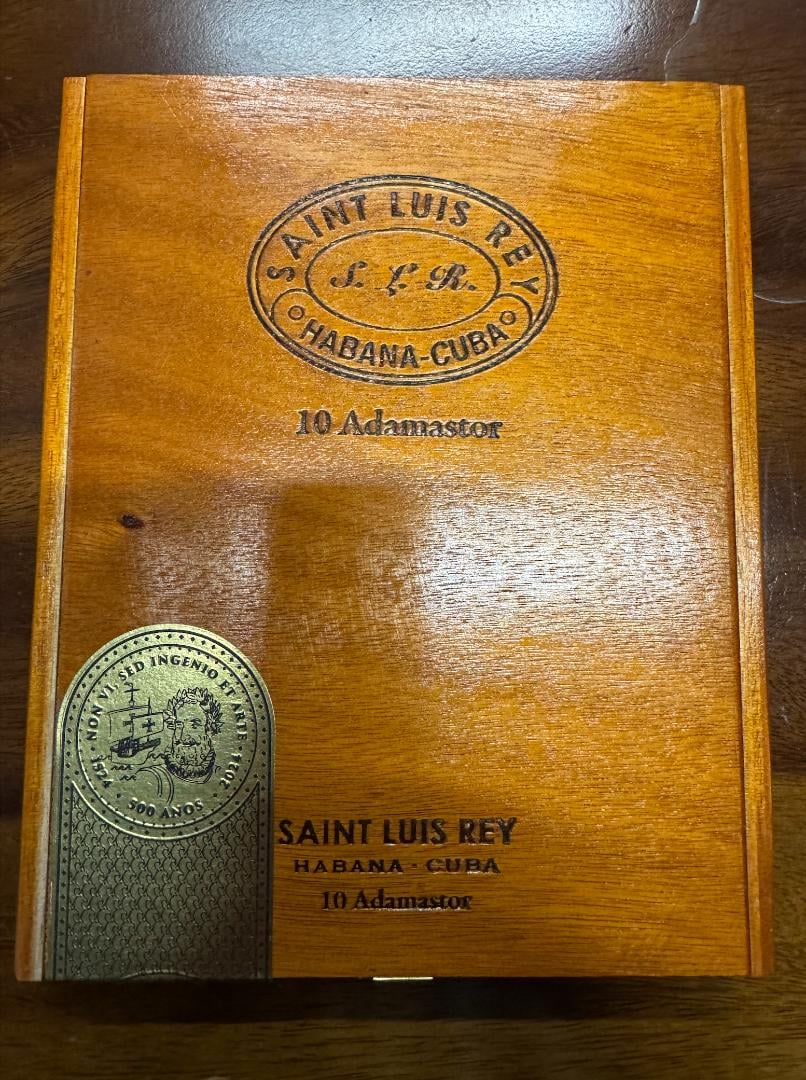 SAINT LUIS REY
S. L. R.
HABANA-CUBA
10 Adamastor
NON VI, SED INGENIO ET ARTE
1524 · 500 AÑOS · 2024
SAINT LUIS REY
HABANA · CUBA
10 Adamastor